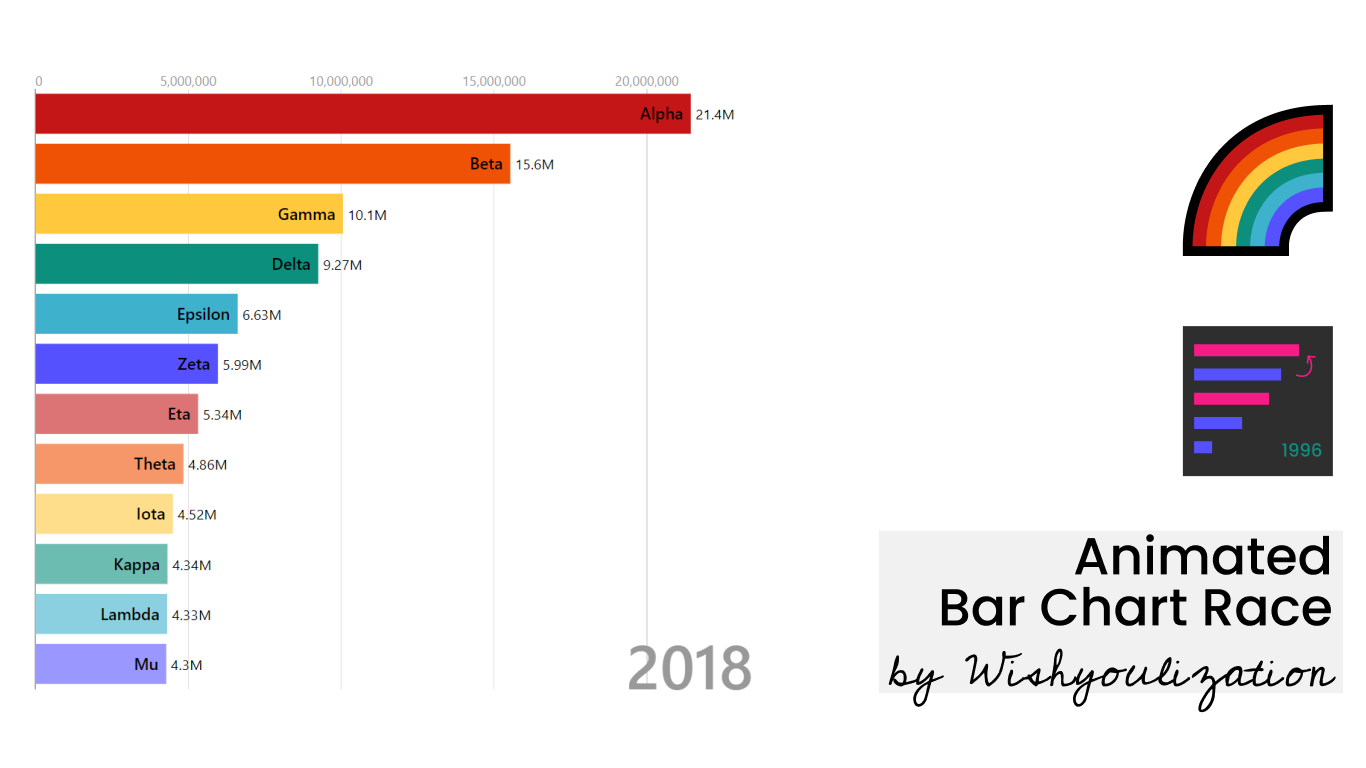 0 5,000,000 10,000,000 15,000,000 20,000,000
Alpha 21.4M
Beta 15.6M
Gamma 10.1M
Delta 9.27M
Epsilon 6.63M
Zeta 5.99M
Eta 5.34M
Theta 4.86M
Iota 4.52M
Kappa 4.34M
Lambda 4.33M
Mu 4.3M
2018
1996
Animated
Bar Chart Race
by Wishyoulization